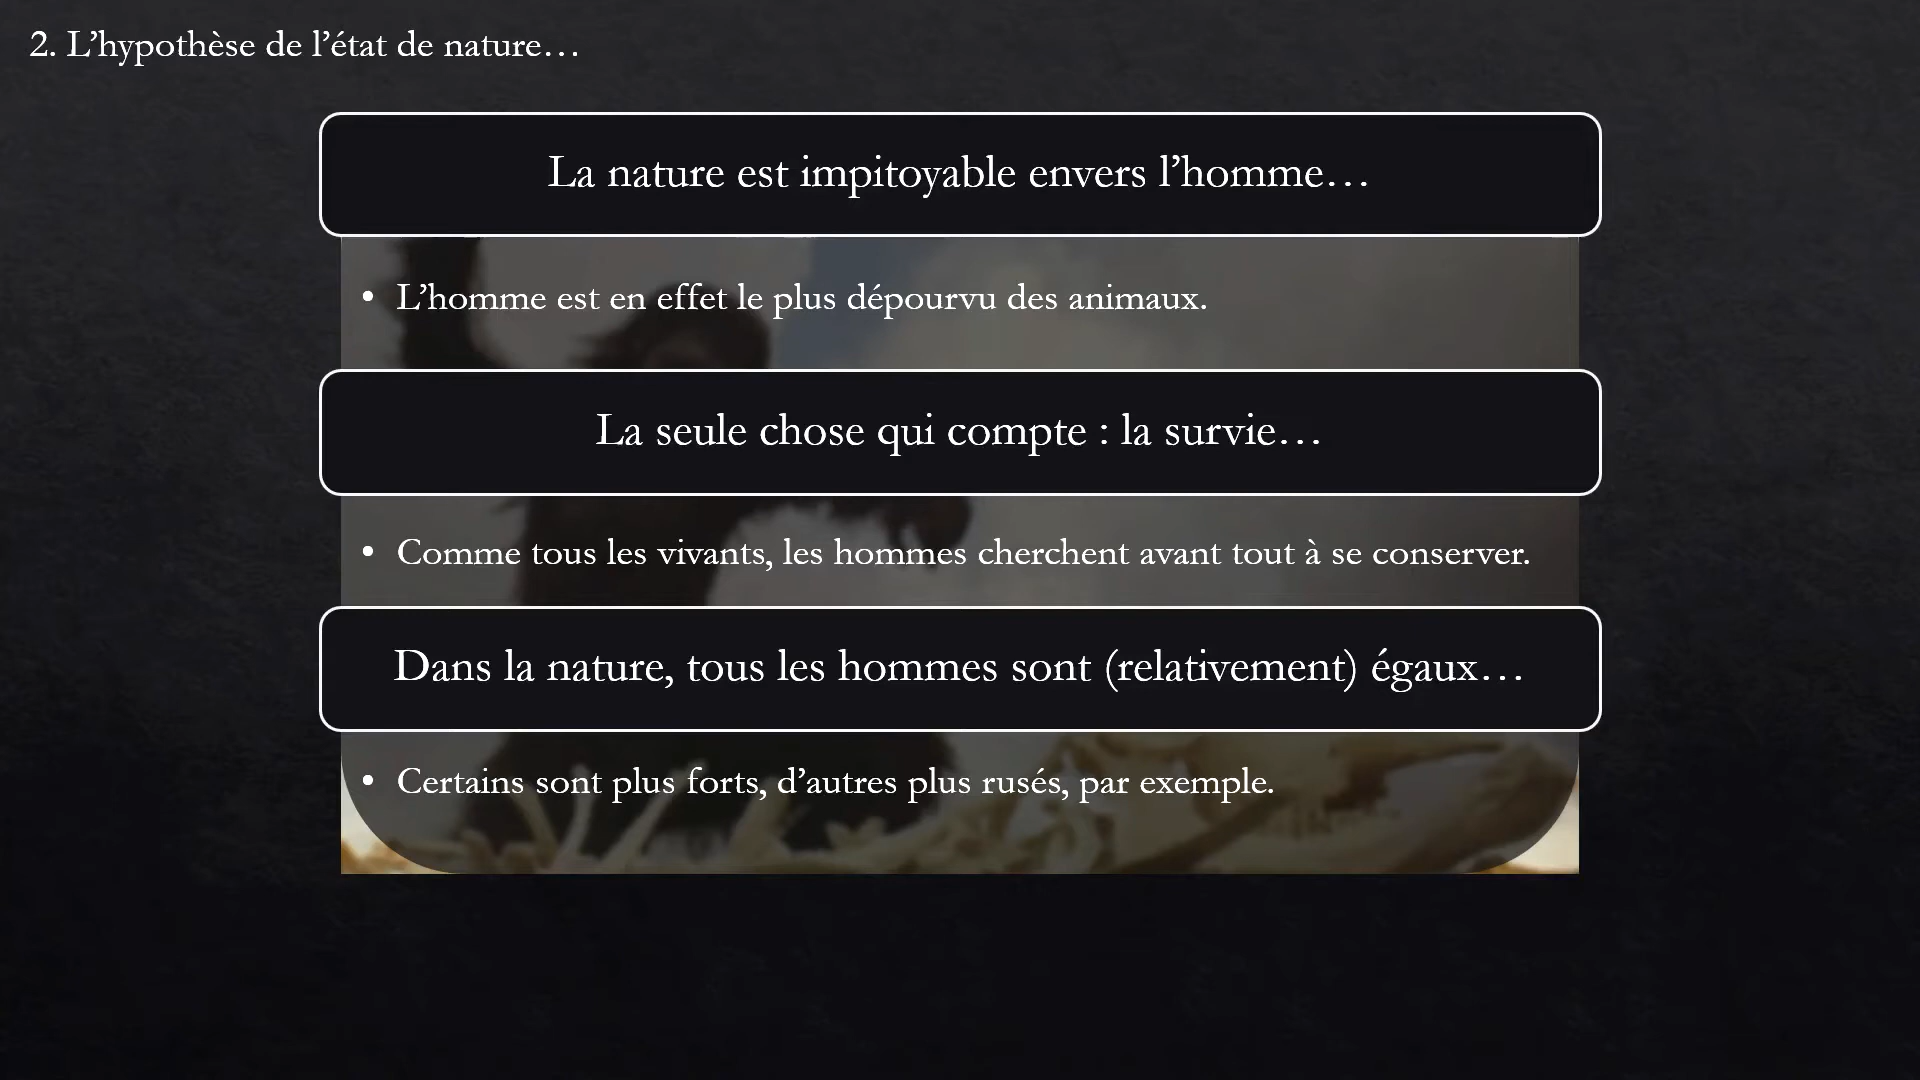 2. L’hypothèse de l’état de nature…
La nature est impitoyable envers l’homme…
• L’homme est en effet le plus dépourvu des animaux.
La seule chose qui compte : la survie…
• Comme tous les vivants, les hommes cherchent avant tout à se conserver.
Dans la nature, tous les hommes sont (relativement) égaux…
• Certains sont plus forts, d’autres plus rusés, par exemple.